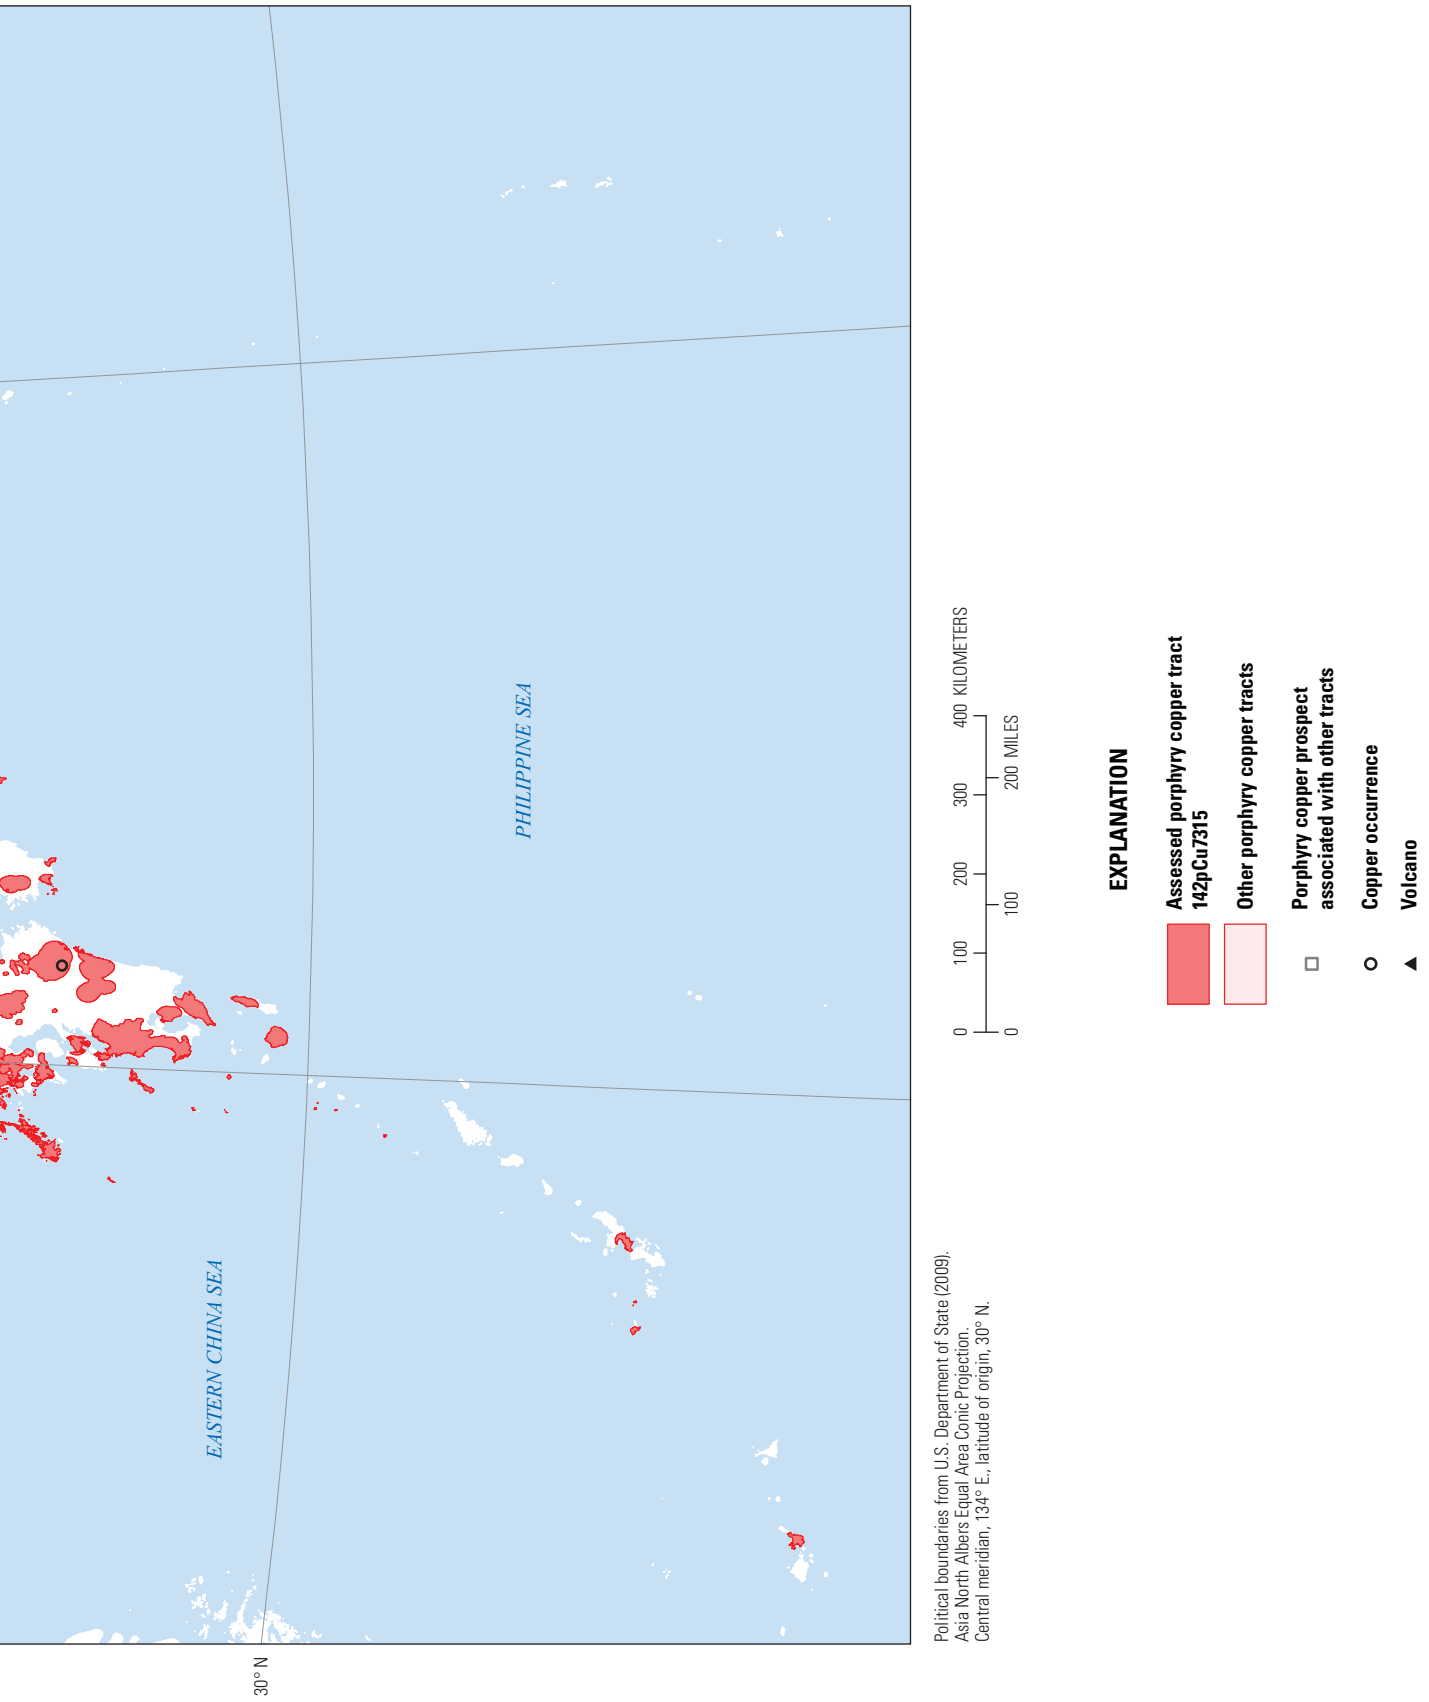 30° N
EASTERN CHINA SEA
PHILIPPINE SEA
Political boundaries from U.S. Department of State (2009).
Asia North Albers Equal Area Conic Projection.
Central meridian, 134° E., latitude of origin, 30° N.
0 100 200 300 400 KILOMETERS
0 100 200 MILES
EXPLANATION
Assessed porphyry copper tract
142pCu7315
Other porphyry copper tracts
Porphyry copper prospect
associated with other tracts
Copper occurrence
Volcano